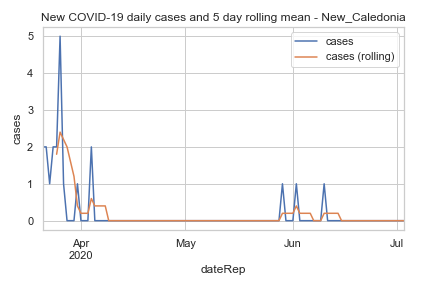 New COVID-19 daily cases and 5 day rolling mean - New_Caledonia
cases
cases (rolling)
5
4
3
2
1
0
cases
Apr
2020
May
Jun
Jul
dateRep